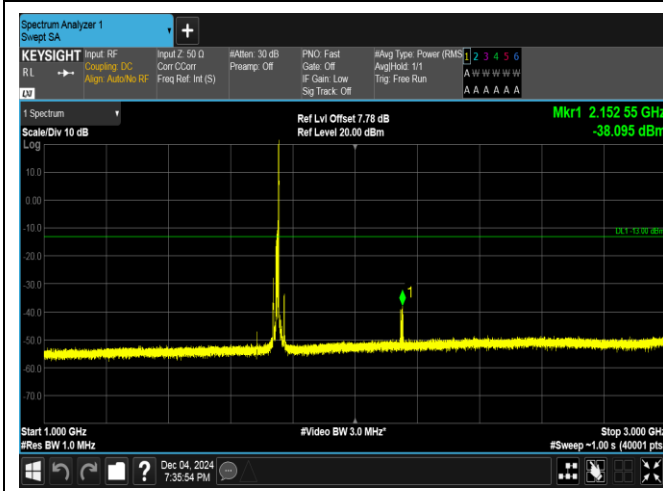 Spectrum Analyzer 1
Swept SA
+
KEYSIGHT Input: RF Input Z: 50 Ω #Atten: 30 dB PNO: Fast #Avg Type: Power (RMS 1 2 3 4 5 6
RL Coupling: DC Corr CCorr Preamp: Off Gate: Off Avg|Hold: 1/1 A W W W W W
Align: Auto/No RF Freq Ref: Int (S) IF Gain: Low Trig: Free Run
Sig Track: Off A A A A A A
LXI
1 Spectrum Ref Lvl Offset 7.78 dB Mkr1 2.152 55 GHz
Scale/Div 10 dB Ref Level 20.00 dBm -38.095 dBm
Log
10.0
0.00
-10.0
DL1 -13.00 dBm
-20.0
-30.0
1
-40.0
-50.0
-60.0
-70.0
Start 1.000 GHz #Video BW 3.0 MHz* Stop 3.000 GHz
#Res BW 1.0 MHz #Sweep ~1.00 s (40001 pts
? Dec 04, 2024
7:35:54 PM